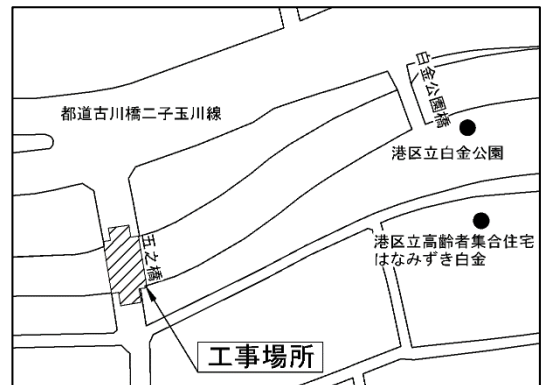 白金公園橋
都道古川橋二子玉川線
港区立白金公園
五之橋
港区立高齢者集合住宅
はなみずき白金
工事場所